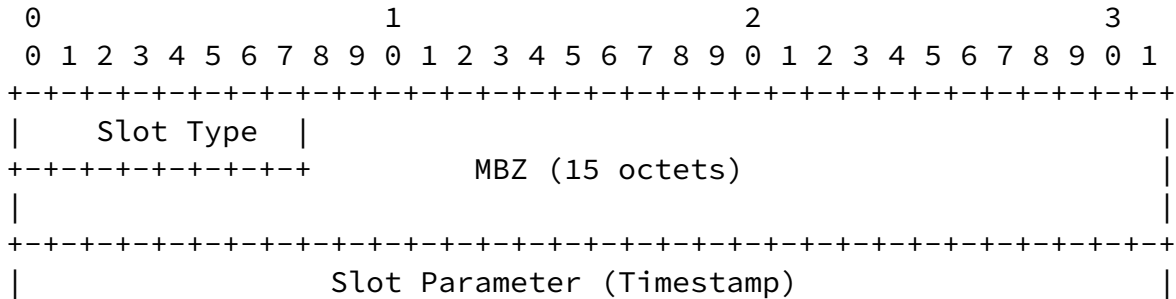 0                   1                   2                   3
 0 1 2 3 4 5 6 7 8 9 0 1 2 3 4 5 6 7 8 9 0 1 2 3 4 5 6 7 8 9 0 1
+-+-+-+-+-+-+-+-+-+-+-+-+-+-+-+-+-+-+-+-+-+-+-+-+-+-+-+-+-+-+-+-+
|    Slot Type  |                                               |
+-+-+-+-+-+-+-+-+         MBZ (15 octets)                       |
|                                                               |
+-+-+-+-+-+-+-+-+-+-+-+-+-+-+-+-+-+-+-+-+-+-+-+-+-+-+-+-+-+-+-+-+
|                 Slot Parameter (Timestamp)                    |